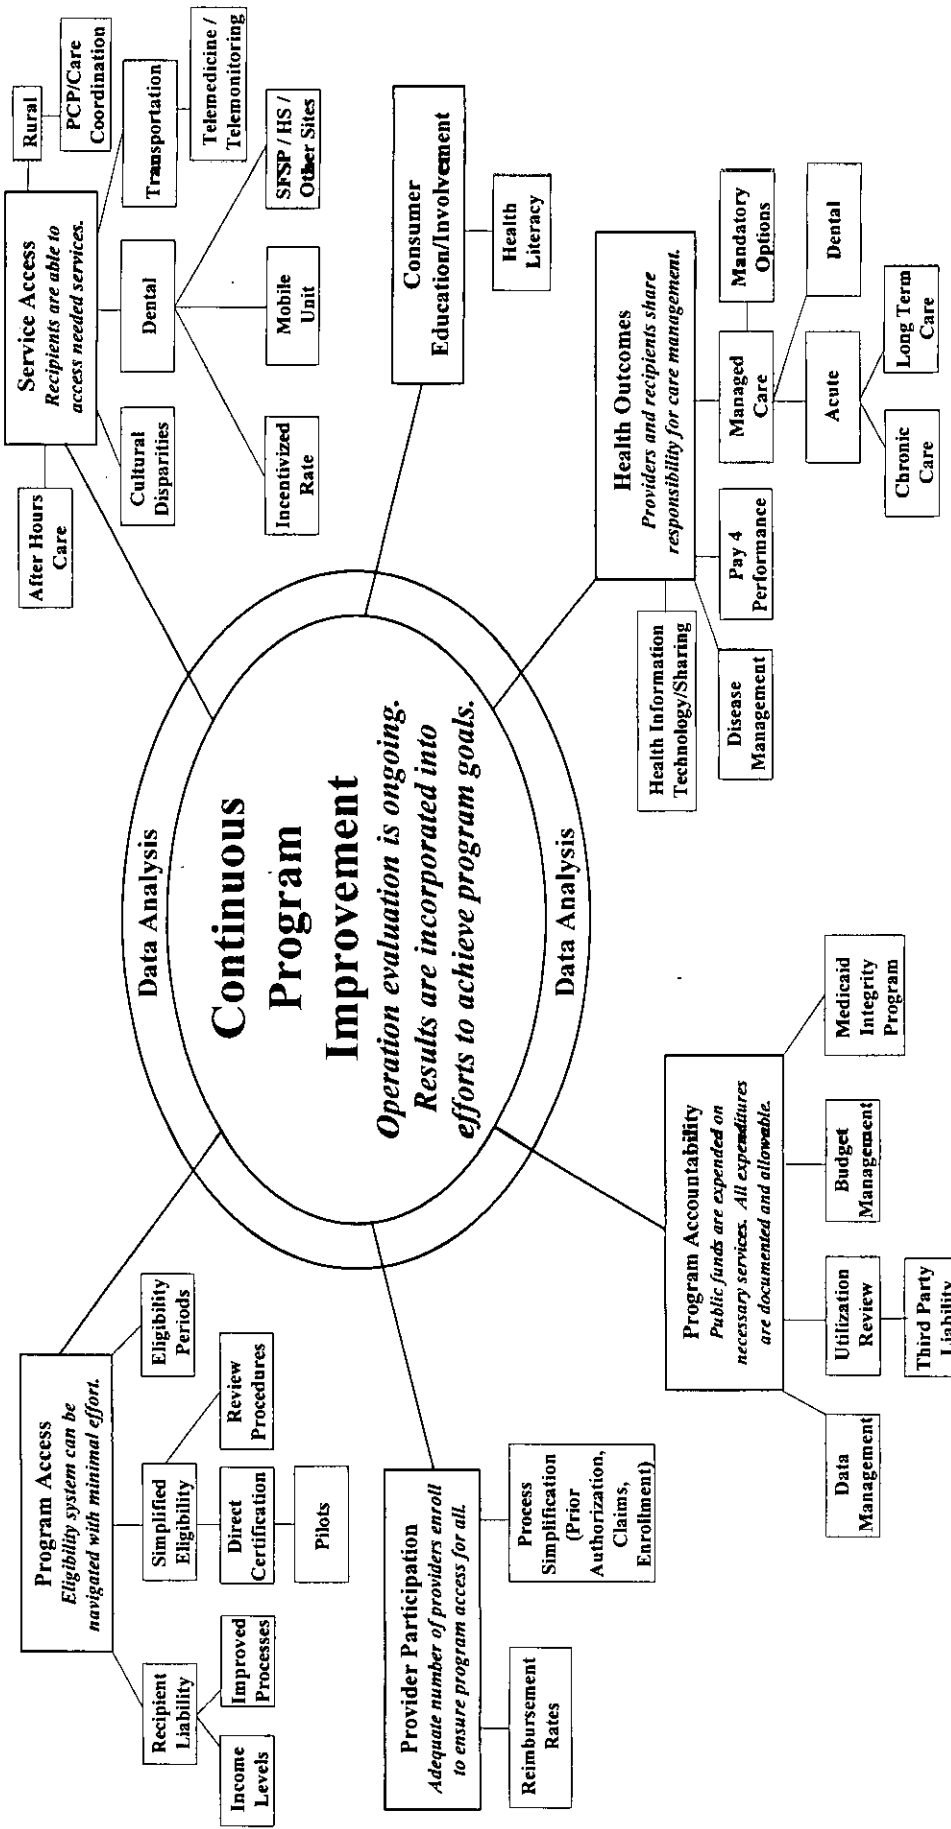 Program Access
Eligibility system can be
navigated with minimal effort.
Recipient
Liability
Income
Levels
Improved
Processes
Simplified
Eligibility
Direct
Certification
Pilots
Review
Procedures
Eligibility
Periods
Service Access
Recipients are able to
access needed services.
After Hours
Care
Cultural
Disparities
Dental
Incentivized
Rate
Mobile
Unit
SFSP / HS /
Other Sites
Transportation
Telemedicine /
Telemonitoring
Rural
PCP/Care
Coordination
Data Analysis
Continuous
Program
Improvement
Operation evaluation is ongoing.
Results are incorporated into
efforts to achieve program goals.
Data Analysis
Provider Participation
Adequate number of providers enroll
to ensure program access for all.
Reimbursement
Rates
Process
Simplification
(Prior
Authorization,
Claims,
Enrollment)
Consumer
Education/Involvement
Health
Literacy
Program Accountability
Public funds are expended on
necessary services. All expenditures
are documented and allowable.
Data
Management
Utilization
Review
Third Party
Liability
Budget
Management
Medicaid
Integrity
Program
Health Outcomes
Providers and recipients share
responsibility for care management.
Health Information
Technology/Sharing
Disease
Management
Pay 4
Performance
Managed
Care
Mandatory
Options
Acute
Dental
Chronic
Care
Long Term
Care